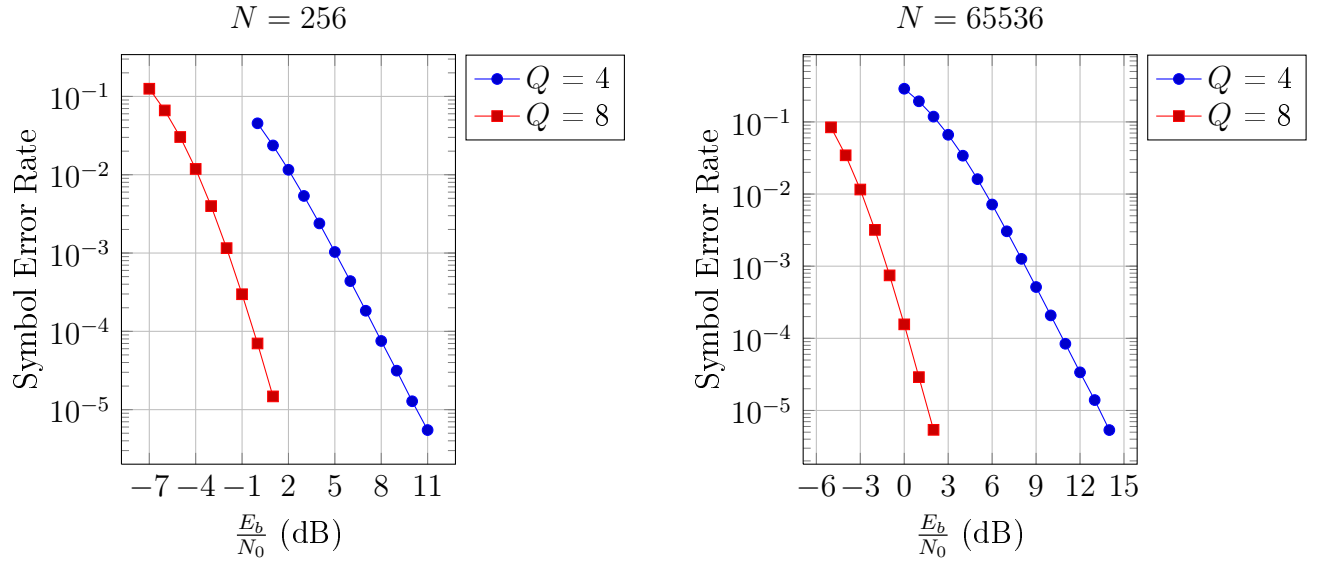 N = 256
10^{-1}
10^{-2}
10^{-3}
10^{-4}
10^{-5}
Symbol Error Rate
−7 −4 −1 2 5 8 11
E_b/N_0 (dB)
Q = 4
Q = 8
N = 65536
10^{-1}
10^{-2}
10^{-3}
10^{-4}
10^{-5}
Symbol Error Rate
−6 −3 0 3 6 9 12 15
E_b/N_0 (dB)
Q = 4
Q = 8